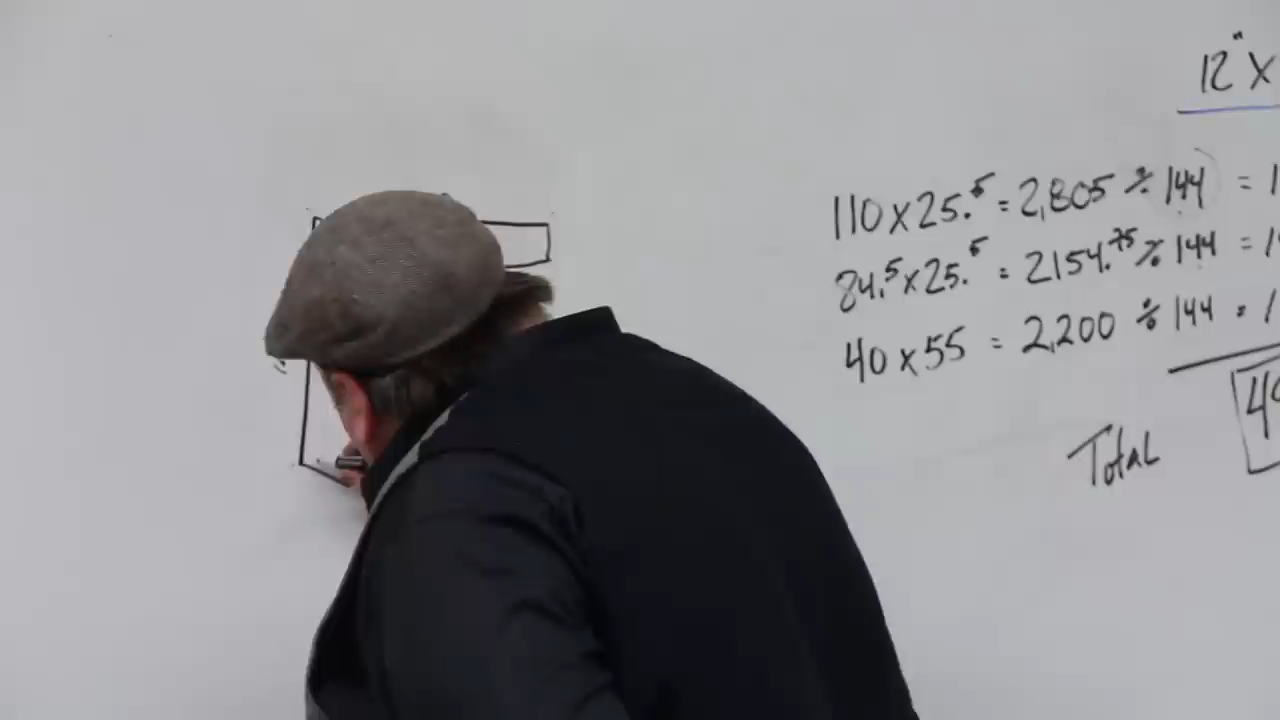 12" X
110 x 25.5 = 2,805 ÷ 144 = 1
84.5 x 25.5 = 2154.75 ÷ 144 = 1
40 x 55 = 2,200 ÷ 144 = 1
Total 4